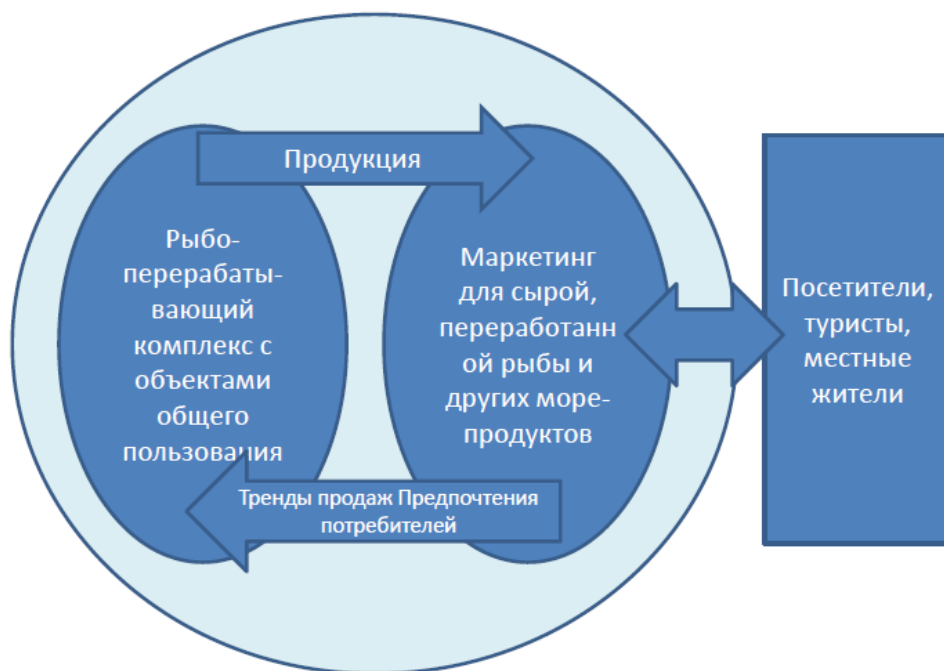 Продукция
Рыбо-
перерабаты-
вающий
комплекс с
объектами
общего
пользования
Маркетинг
для сырой,
переработанн
ой рыбы и
других море-
продуктов
Посетители,
туристы,
местные
жители
Тренды продаж Предпочтения
потребителей